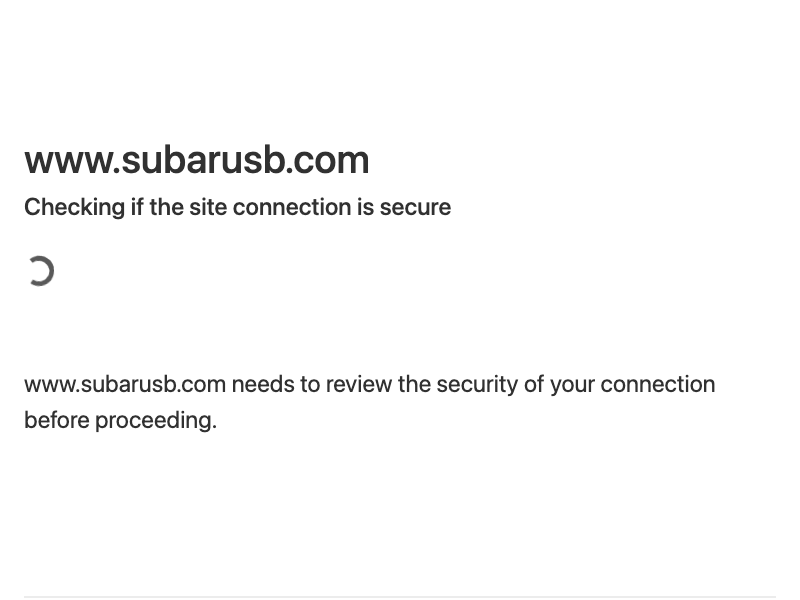 www.subarusb.com
Checking if the site connection is secure
www.subarusb.com needs to review the security of your connection
before proceeding.